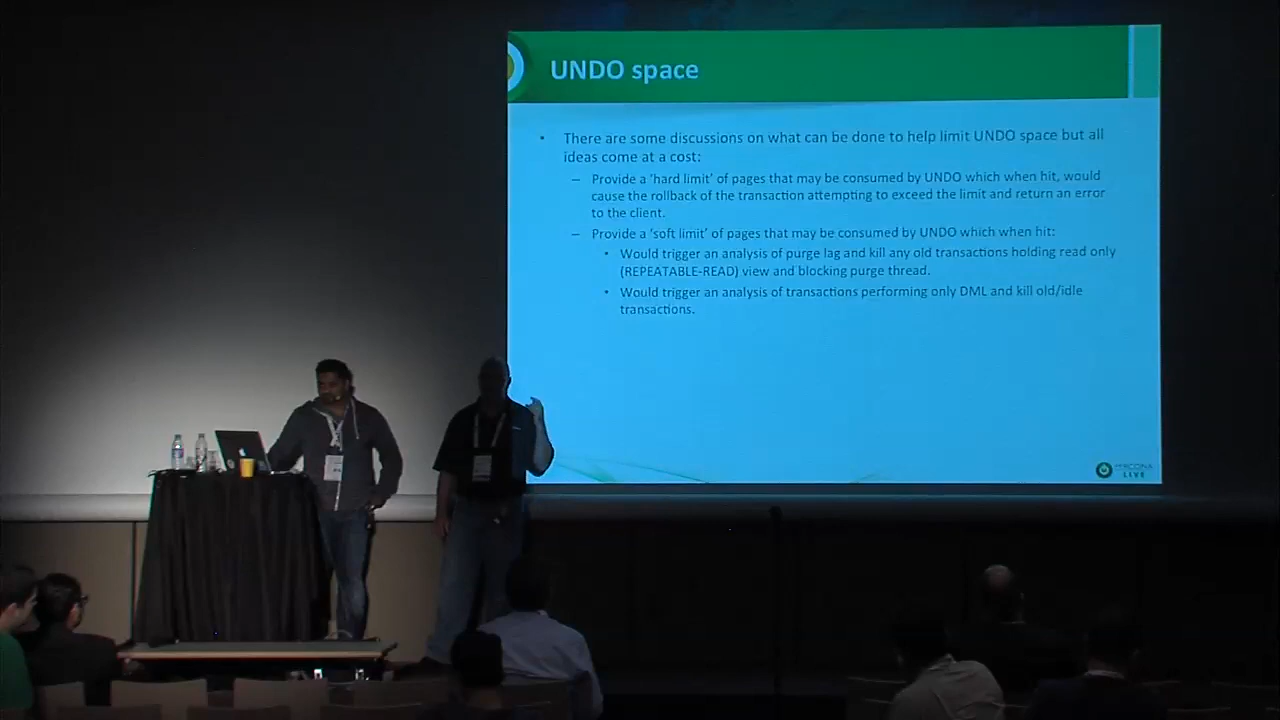 UNDO space
• There are some discussions on what can be done to help limit UNDO space but all
ideas come at a cost:
– Provide a 'hard limit' of pages that may be consumed by UNDO which when hit, would
cause the rollback of the transaction attempting to exceed the limit and return an error
to the client.
– Provide a 'soft limit' of pages that may be consumed by UNDO which when hit:
• Would trigger an analysis of purge lag and kill any old transactions holding read only
(REPEATABLE-READ) view and blocking purge thread.
• Would trigger an analysis of transactions performing only DML and kill old/idle
transactions.
PERCONA
LIVE